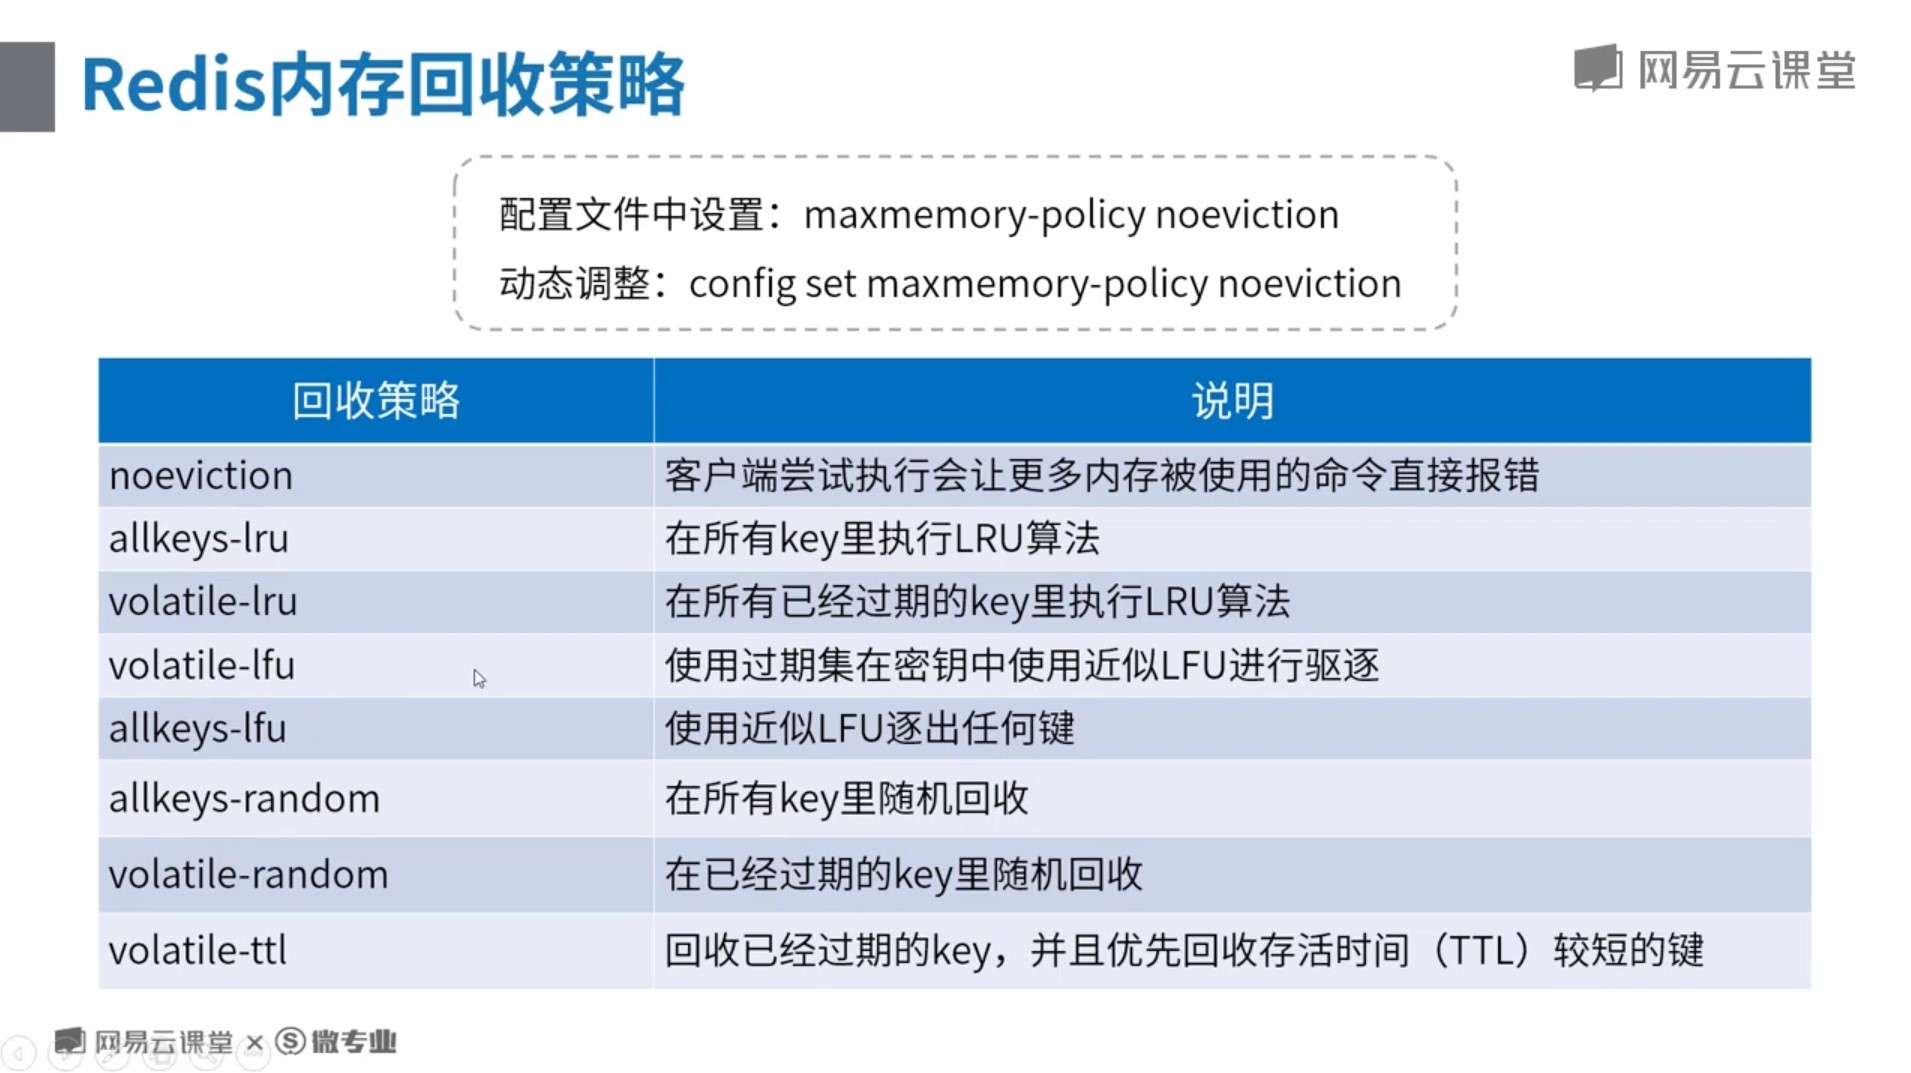 Redis内存回收策略
网易云课堂
配置文件中设置：maxmemory-policy noeviction
动态调整：config set maxmemory-policy noeviction
回收策略 说明
noeviction 客户端尝试执行会让更多内存被使用的命令直接报错
allkeys-lru 在所有key里执行LRU算法
volatile-lru 在所有已经过期的key里执行LRU算法
volatile-lfu 使用过期集在密钥中使用近似LFU进行驱逐
allkeys-lfu 使用近似LFU逐出任何键
allkeys-random 在所有key里随机回收
volatile-random 在已经过期的key里随机回收
volatile-ttl 回收已经过期的key，并且优先回收存活时间（TTL）较短的键
网易云课堂 × S 微专业